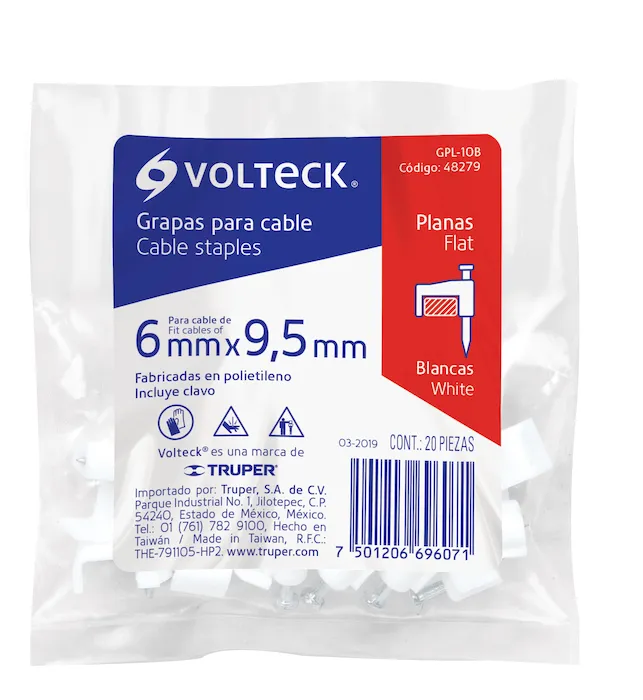 VOLTECK®
Grapas para cable
Cable staples
GPL-10B
Código: 48279
Planas
Flat
Para cable de
Fit cables of
6 mm x 9,5 mm
Fabricadas en polietileno
Incluye clavo
Blancas
White
Volteck® es una marca de
TRUPER®
03-2019 CONT.: 20 PIEZAS
Importado por: Truper, S.A. de C.V.
Parque Industrial No. 1, Jilotepec, C.P.
54240, Estado de México, México.
Tel.: 01 (761) 782 9100, Hecho en
Taiwán / Made in Taiwan, R.F.C.:
THE-791105-HP2. www.truper.com
7 501206 696071